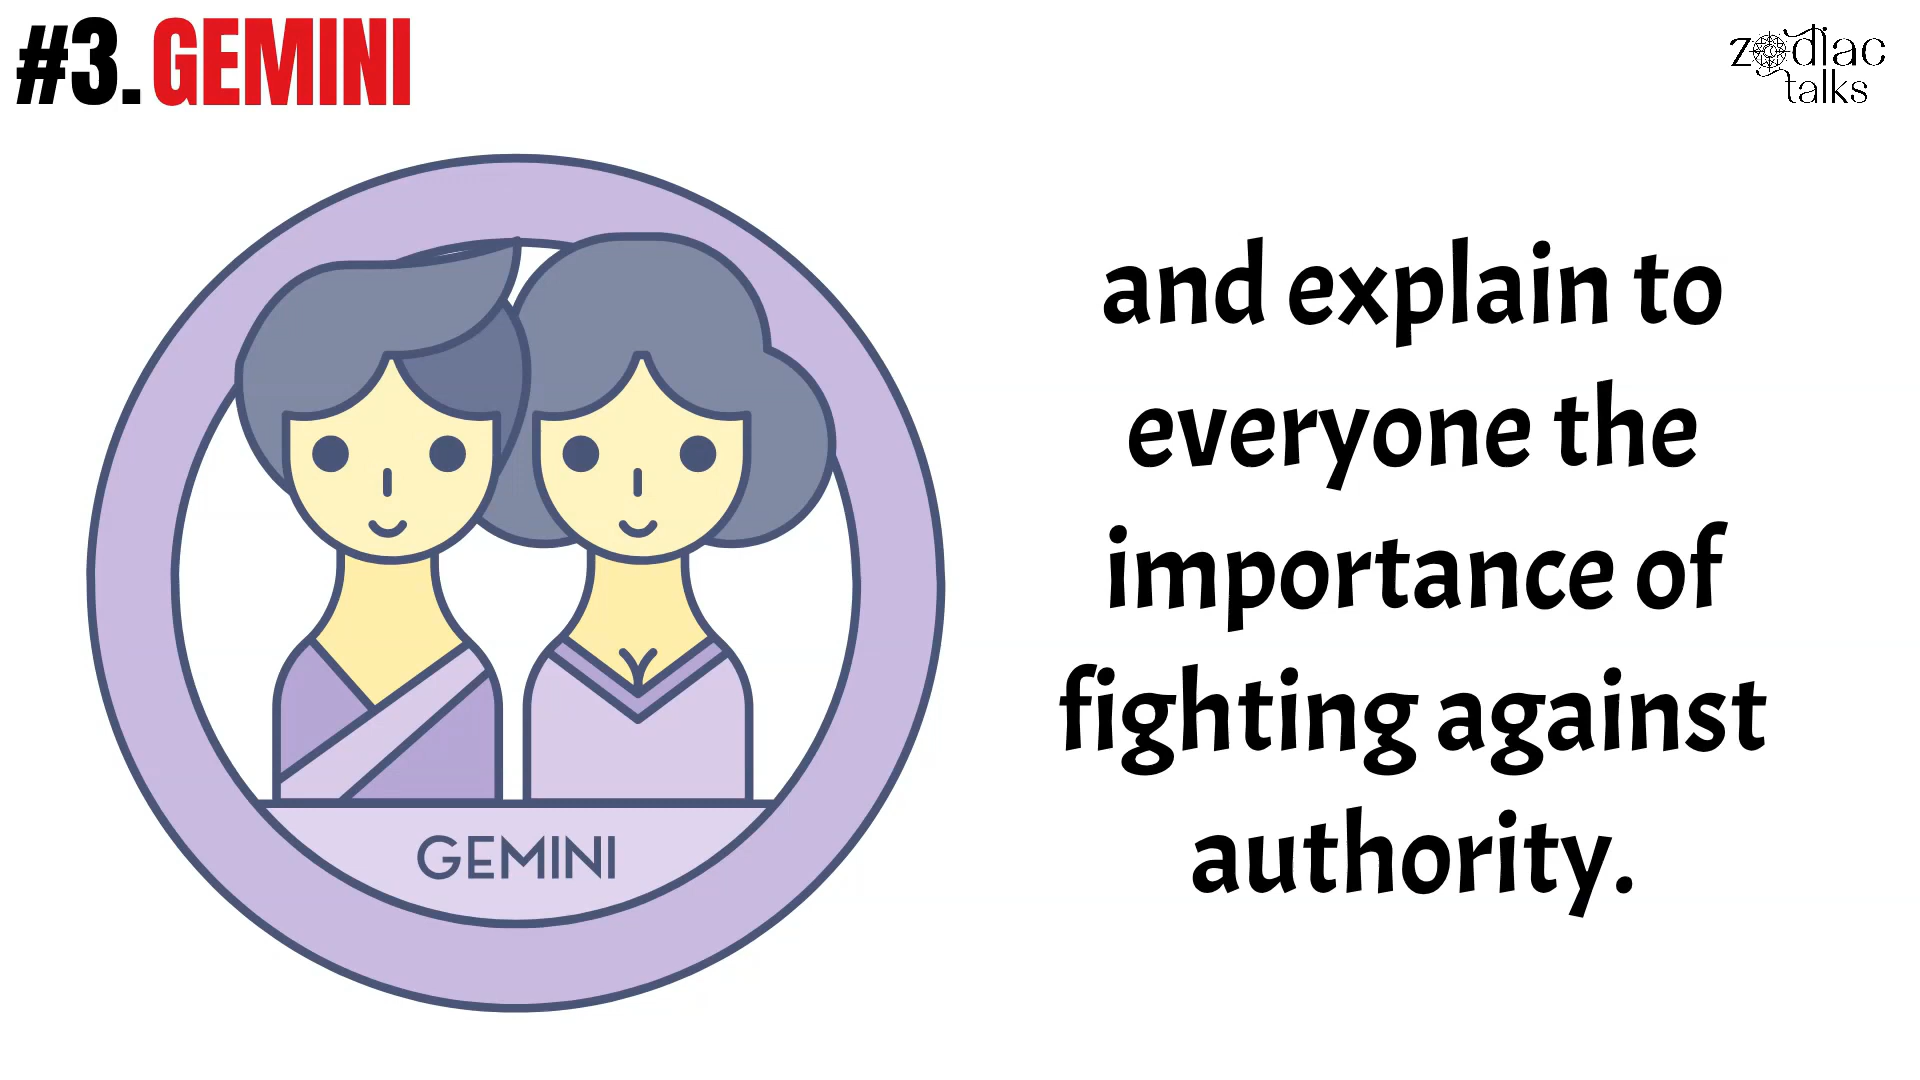 #3. GEMINI
zodiac
talks
and explain to
everyone the
importance of
fighting against
authority.
GEMINI